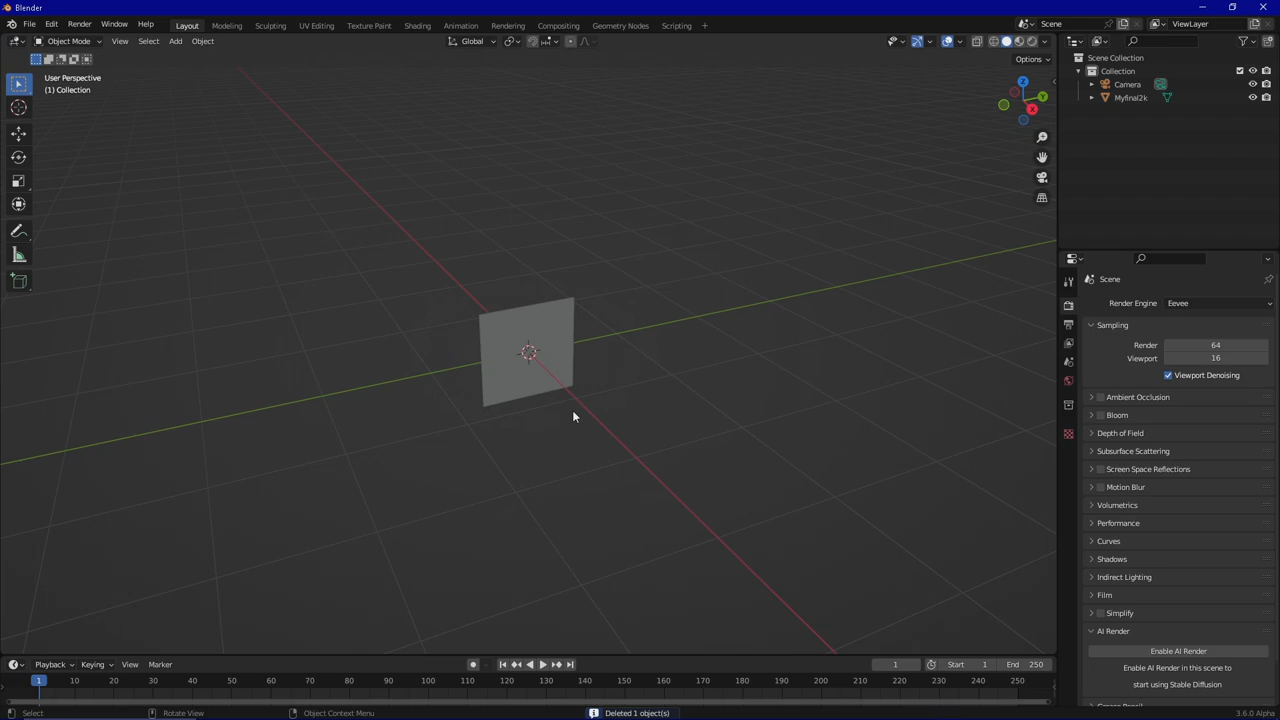 Blender
File Edit Render Window Help
Layout Modeling Sculpting UV Editing Texture Paint Shading Animation Rendering Compositing Geometry Nodes Scripting +
Scene
ViewLayer
Object Mode View Select Add Object
Global
Options
User Perspective
(1) Collection
Z
Y
X
Scene Collection
Collection
Camera
Myfinal2k
Scene
Render Engine Eevee
Sampling
Render 64
Viewport 16
Viewport Denoising
Ambient Occlusion
Bloom
Depth of Field
Subsurface Scattering
Screen Space Reflections
Motion Blur
Volumetrics
Performance
Curves
Shadows
Indirect Lighting
Film
Simplify
AI Render
Enable AI Render
Enable AI Render in this scene to
start using Stable Diffusion
Grease Pencil
Playback Keying View Marker
1 Start 1 End 250
1 10 20 30 40 50 60 70 80 90 100 110 120 130 140 150 160 170 180 190 200 210 220 230 240 250
Select Rotate View Object Context Menu Deleted 1 object(s) 3.6.0 Alpha